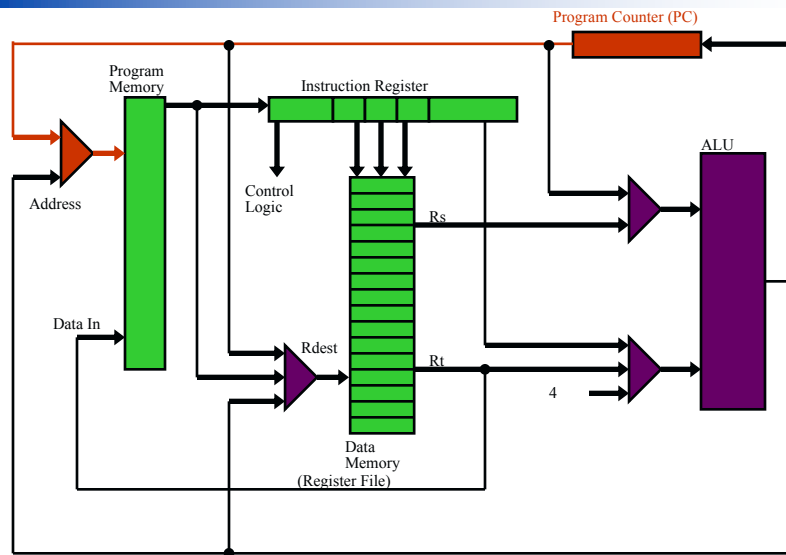 Program Counter (PC)
Program
Memory
Instruction Register
ALU
Control
Logic
Address
Rs
Data In
Rdest
Rt
4
Data
Memory
(Register File)